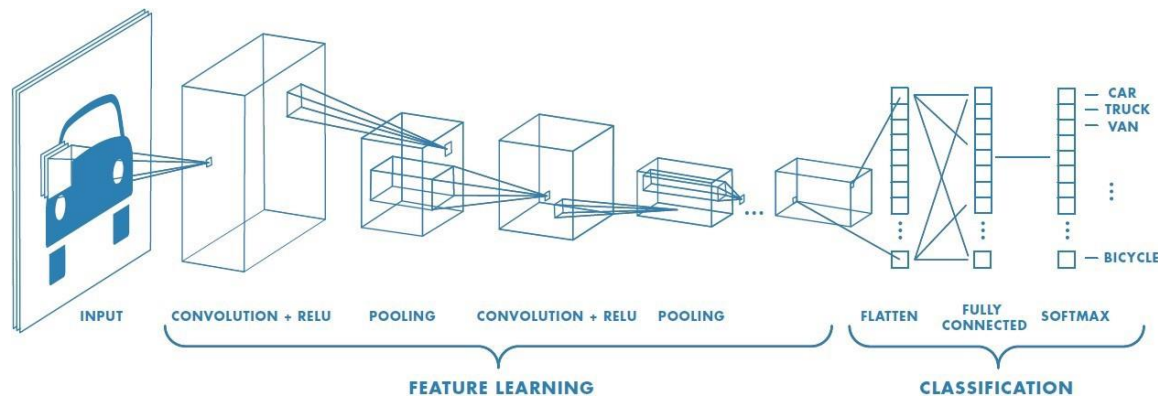 CAR
TRUCK
VAN
BICYCLE
INPUT
CONVOLUTION + RELU
POOLING
CONVOLUTION + RELU
POOLING
FLATTEN
FULLY
CONNECTED
SOFTMAX
FEATURE LEARNING
CLASSIFICATION